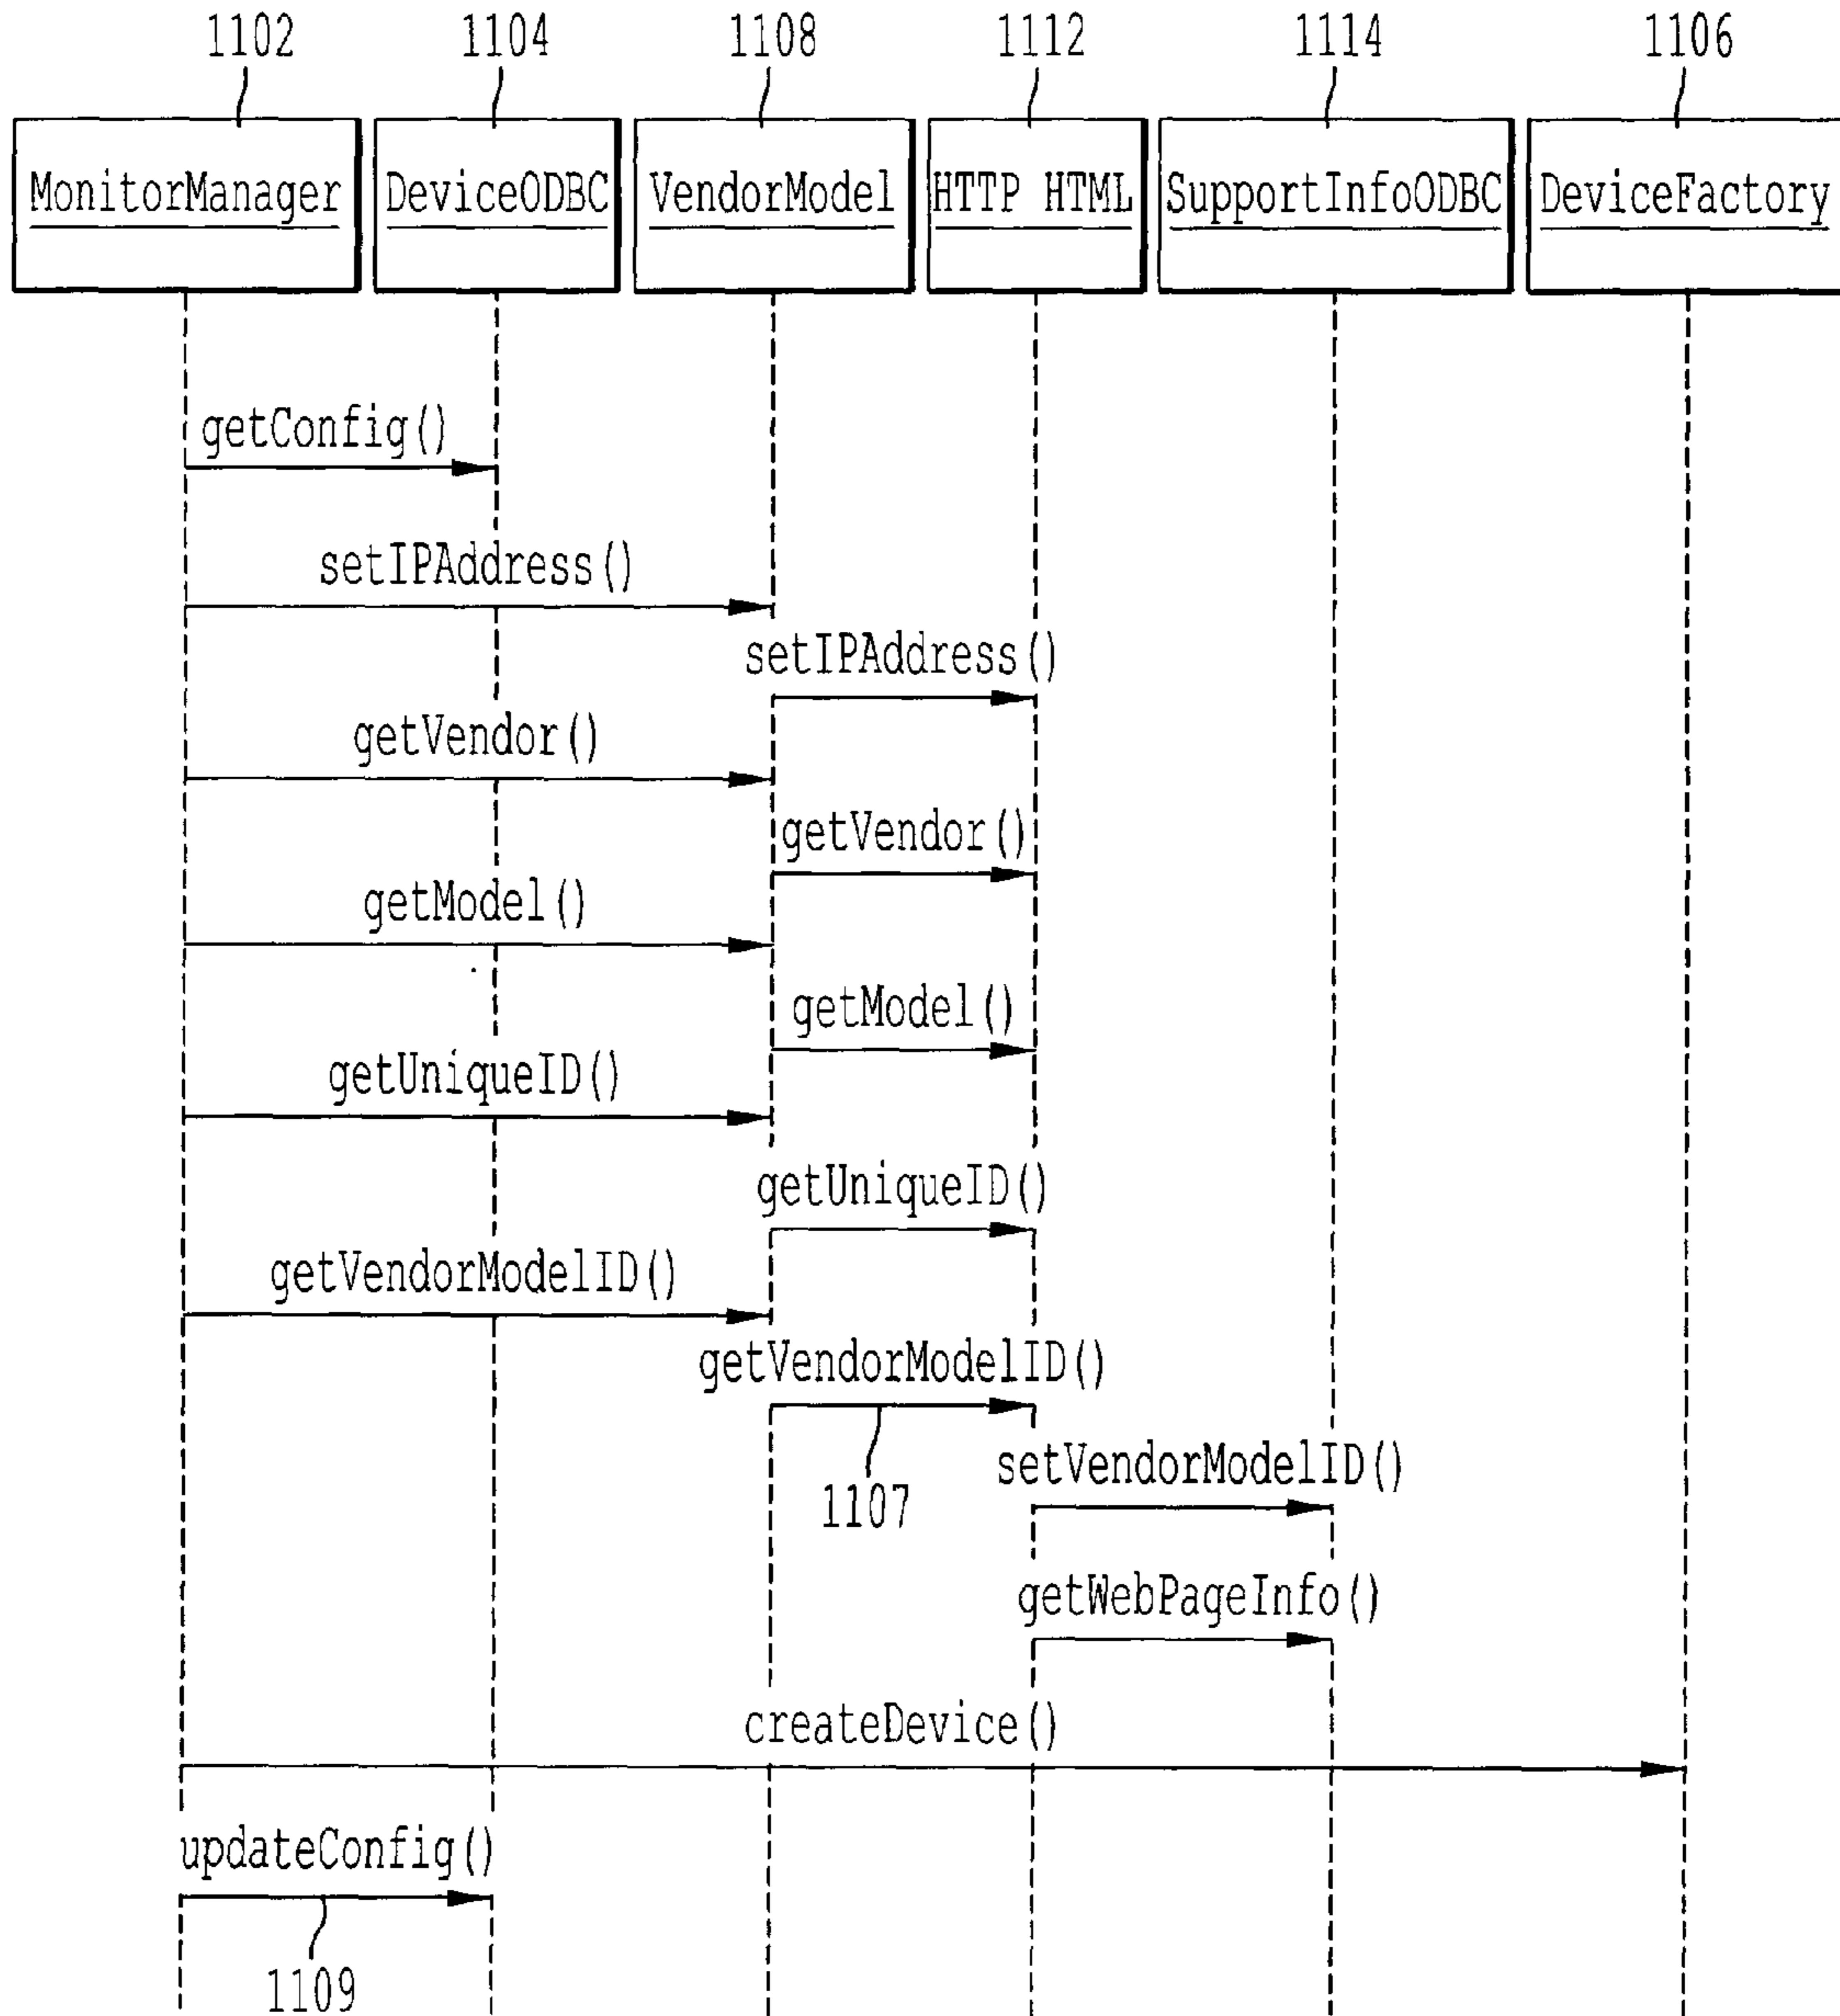 1102 1104 1108 1112 1114 1106
MonitorManager DeviceODBC VendorModel HTTP HTML SupportInfoODBC DeviceFactory
getConfig()
setIPAddress()
setIPAddress()
getVendor()
getVendor()
getModel()
getModel()
getUniqueID()
getUniqueID()
getVendorModelID()
getVendorModelID()
setVendorModelID()
1107
getWebPageInfo()
createDevice()
updateConfig()
1109